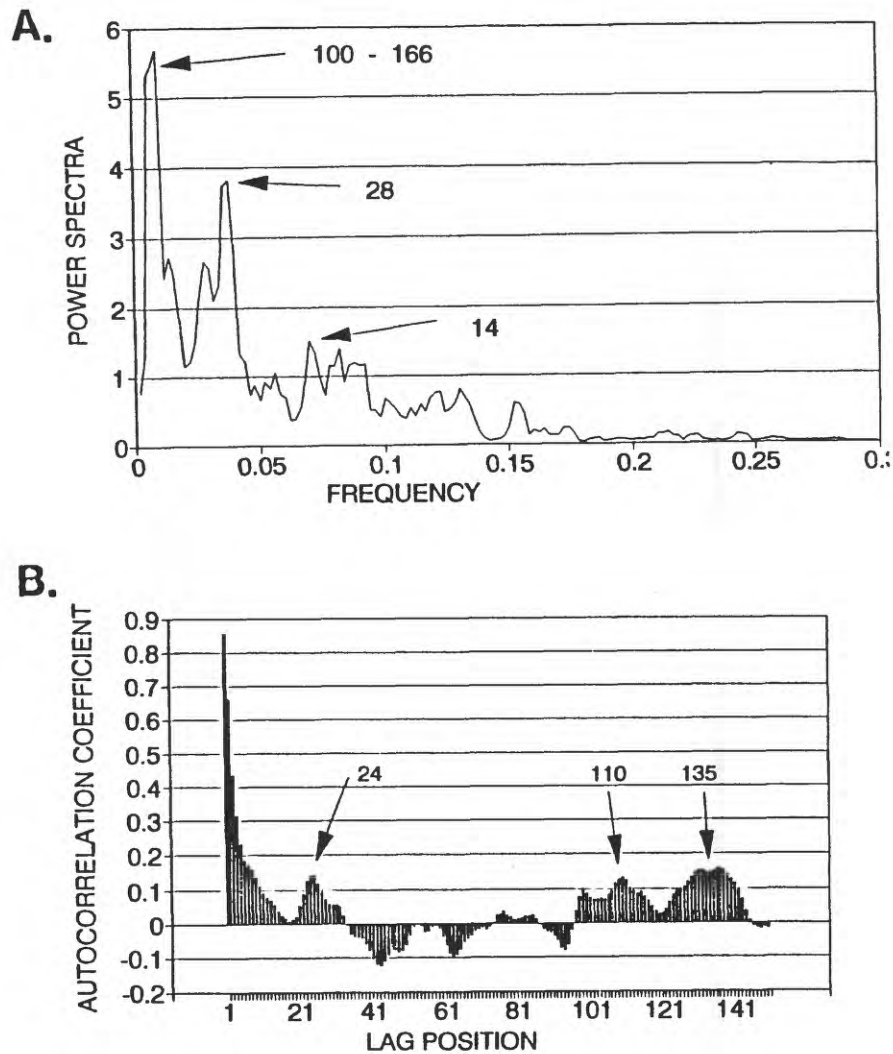 A.
6
5
4
3
2
1
0
POWER SPECTRA
100 - 166
28
14
0 0.05 0.1 0.15 0.2 0.25 0.:
FREQUENCY
B.
0.9
0.8
0.7
0.6
0.5
0.4
0.3
0.2
0.1
0
-0.1
-0.2
AUTOCORRELATION COEFFICIENT
24 110 135
1 21 41 61 81 101 121 141
LAG POSITION